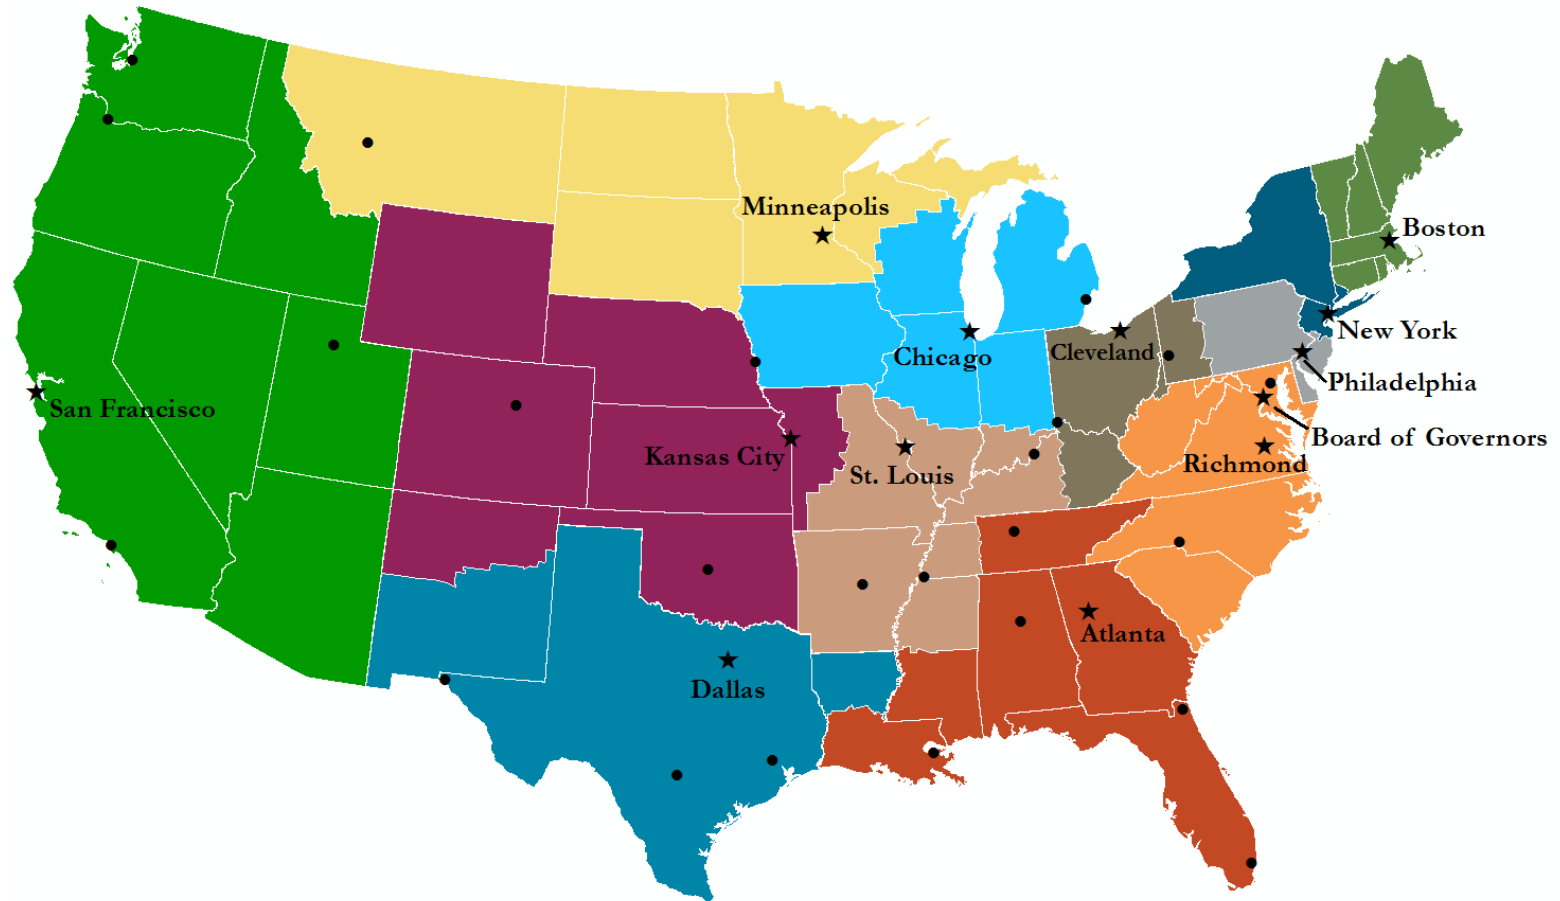 Minneapolis
Boston
New York
Chicago
Cleveland
Philadelphia
San Francisco
Board of Governors
Kansas City
Richmond
St. Louis
Atlanta
Dallas